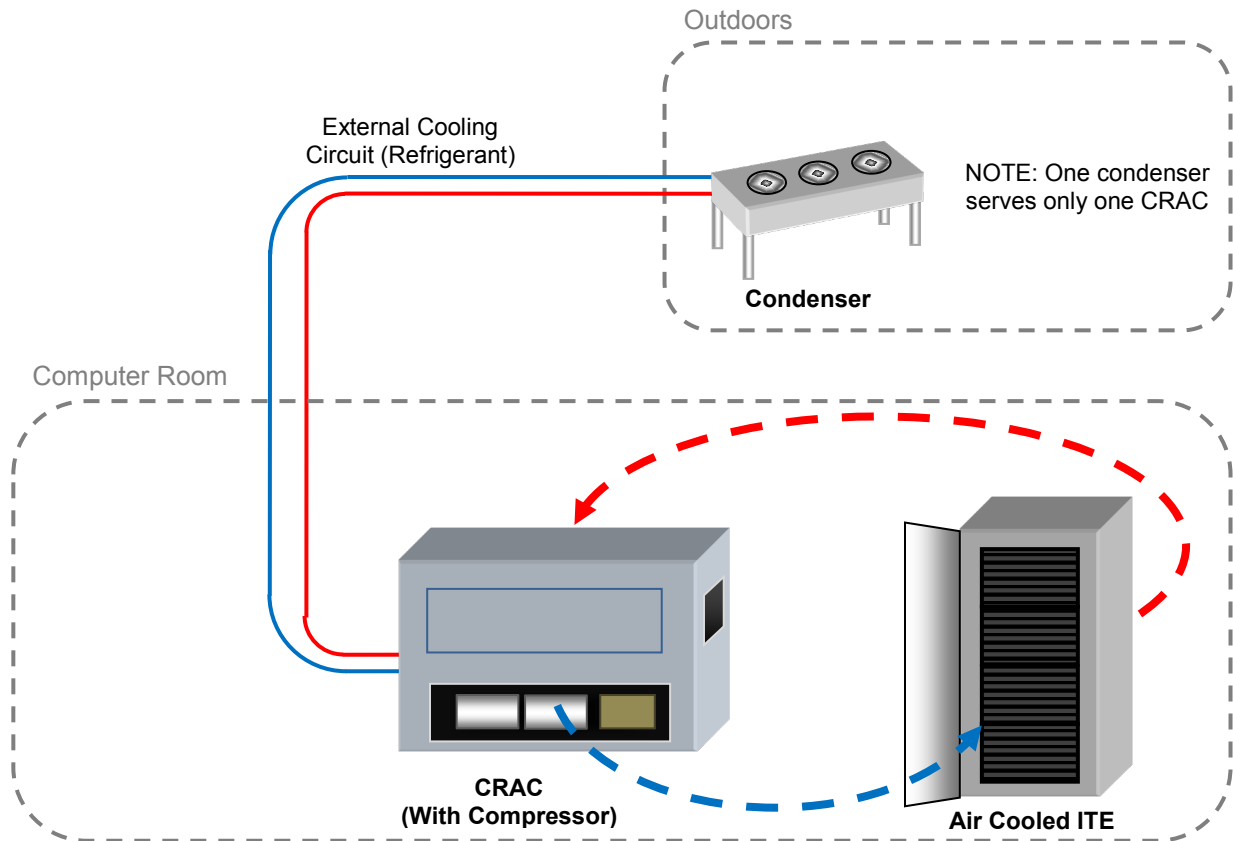 Outdoors
External Cooling
Circuit (Refrigerant)
NOTE: One condenser
serves only one CRAC
Condenser
Computer Room
CRAC
(With Compressor)
Air Cooled ITE